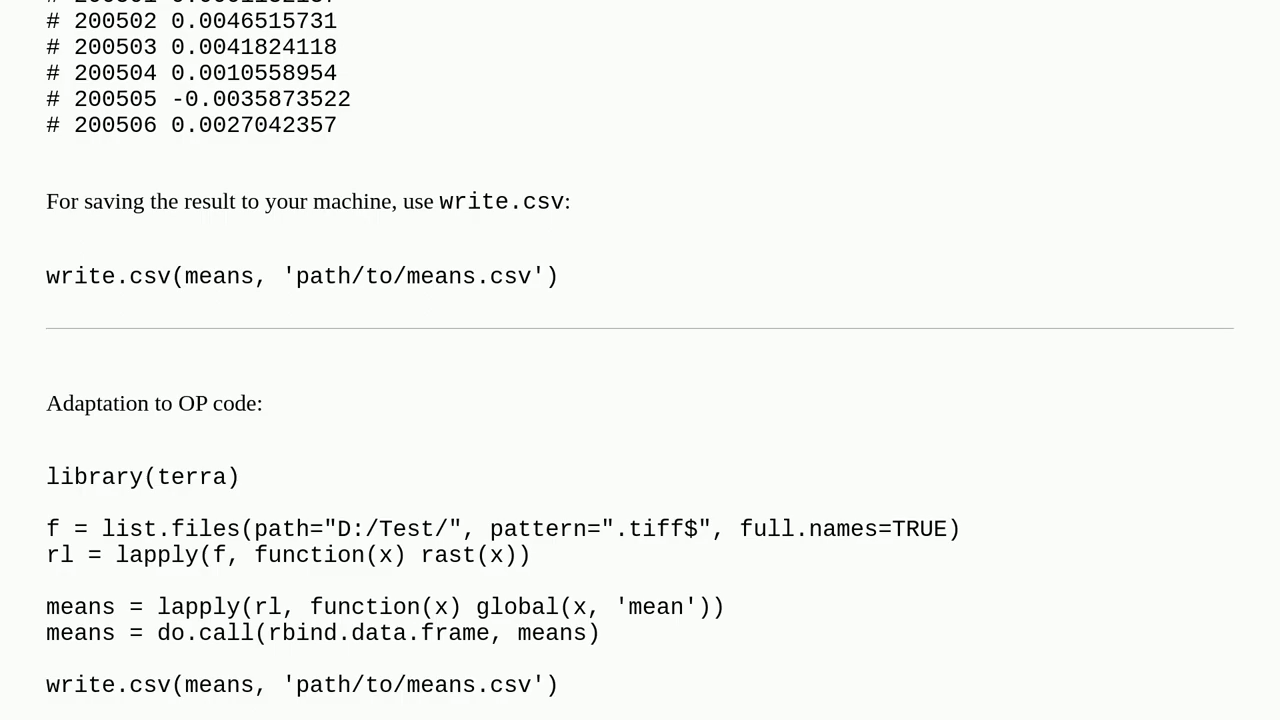 # 200502 0.0046515731
# 200503 0.0041824118
# 200504 0.0010558954
# 200505 -0.0035873522
# 200506 0.0027042357
For saving the result to your machine, use write.csv:
write.csv(means, 'path/to/means.csv')
Adaptation to OP code:
library(terra)
f = list.files(path="D:/Test/", pattern=".tiff$", full.names=TRUE)
rl = lapply(f, function(x) rast(x))
means = lapply(rl, function(x) global(x, 'mean'))
means = do.call(rbind.data.frame, means)
write.csv(means, 'path/to/means.csv')